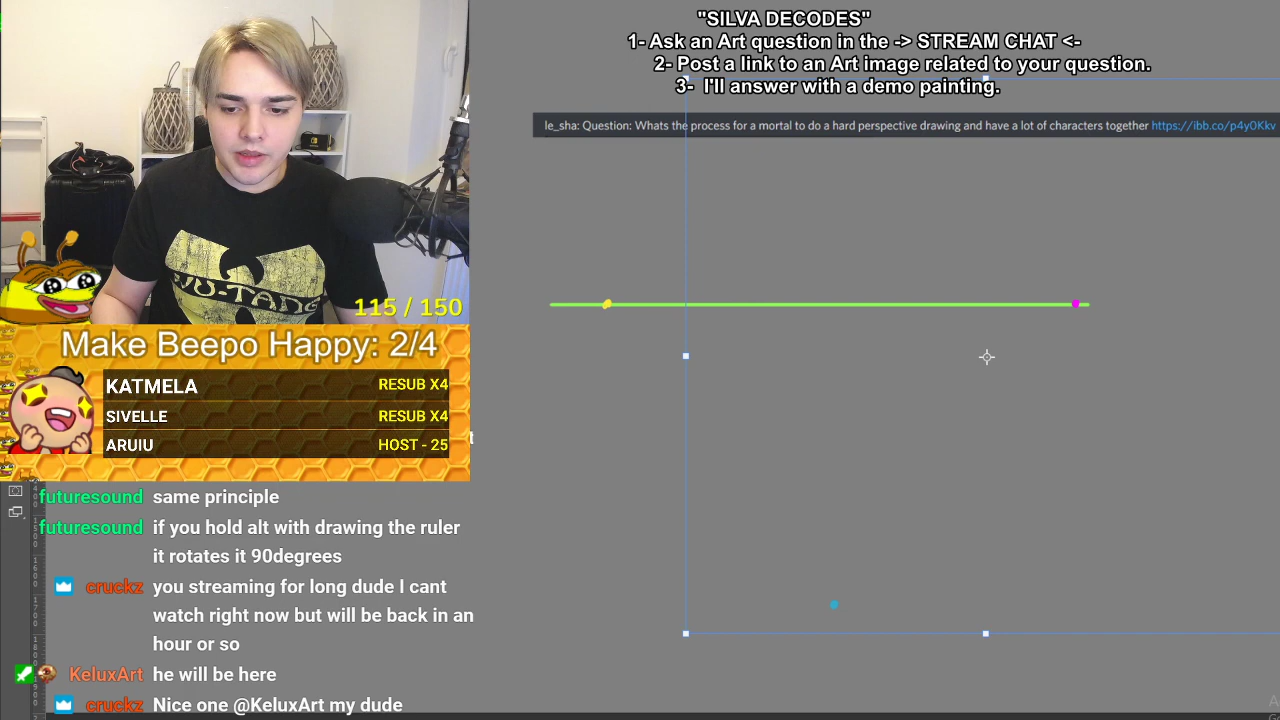 "SILVA DECODES"
1- Ask an Art question in the -> STREAM CHAT <-
2- Post a link to an Art image related to your question.
3- I'll answer with a demo painting.
le_sha: Question: Whats the process for a mortal to do a hard perspective drawing and have a lot of characters together https://ibb.co/p4y0Kkv
WU-TANG
115 / 150
Make Beepo Happy: 2/4
KATMELA RESUB X4
SIVELLE RESUB X4
ARUIU HOST - 25
futuresound same principle
futuresound if you hold alt with drawing the ruler
it rotates it 90degrees
cruckz you streaming for long dude I cant
watch right now but will be back in an
hour or so
KeluxArt he will be here
cruckz Nice one @KeluxArt my dude